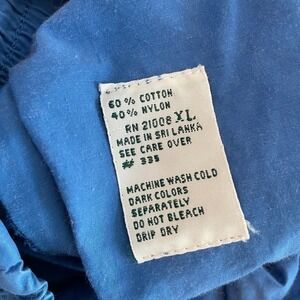 60% COTTON
40% NYLON
RN 21008 XL
MADE IN SRI LANKA
SEE CARE OVER
# 335
MACHINE WASH COLD
DARK COLORS
SEPARATELY
DO NOT BLEACH
DRIP DRY